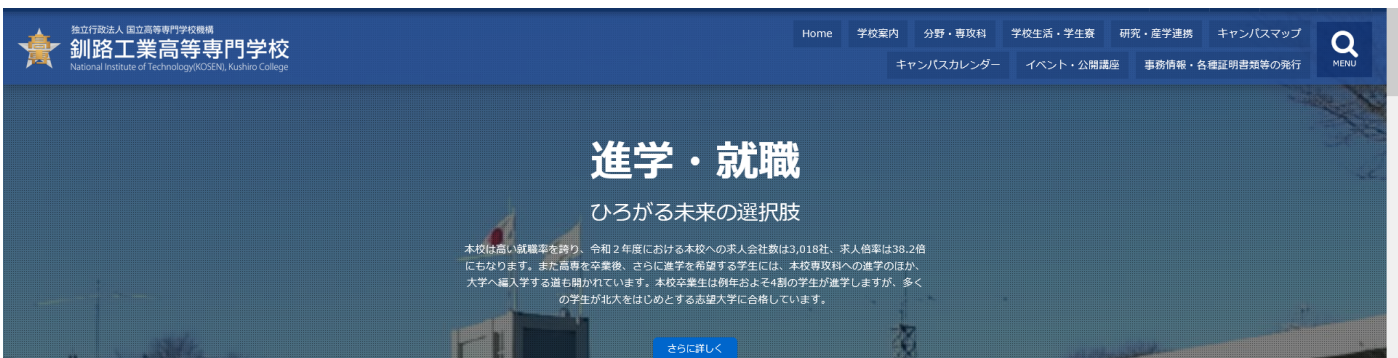 独立行政法人 国立高等専門学校機構
釧路工業高等専門学校
National Institute of Technology(KOSEN), Kushiro College
Home 学校案内 分野・専攻科 学校生活・学生寮 研究・産学連携 キャンパスマップ
キャンパスカレンダー イベント・公開講座 事務情報・各種証明書類等の発行
MENU
進学・就職
ひろがる未来の選択肢
本校は高い就職率を誇り、令和２年度における本校への求人会社数は3,018社、求人倍率は38.2倍
にもなります。また高専を卒業後、さらに進学を希望する学生には、本校専攻科への進学のほか、
大学へ編入学する道も開かれています。本校卒業生は例年およそ4割の学生が進学しますが、多く
の学生が北大をはじめとする志望大学に合格しています。
さらに詳しく